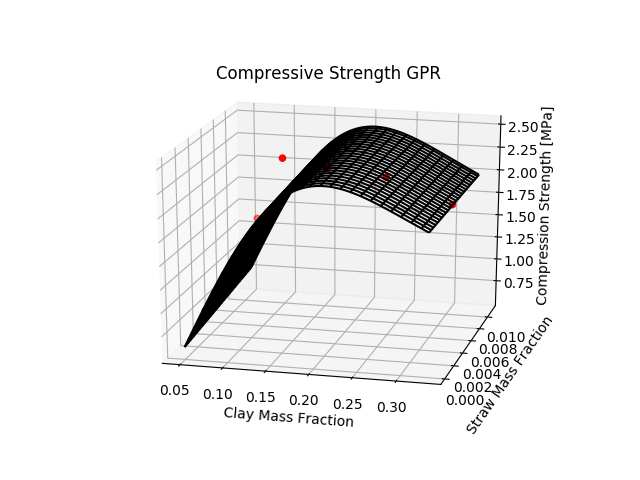 Compressive Strength GPR
2.50
2.25
2.00
1.75
1.50
1.25
1.00
0.75
Compression Strength [MPa]
0.010
0.008
0.006
0.004
0.002
0.000
Straw Mass Fraction
0.05 0.10 0.15 0.20 0.25 0.30
Clay Mass Fraction